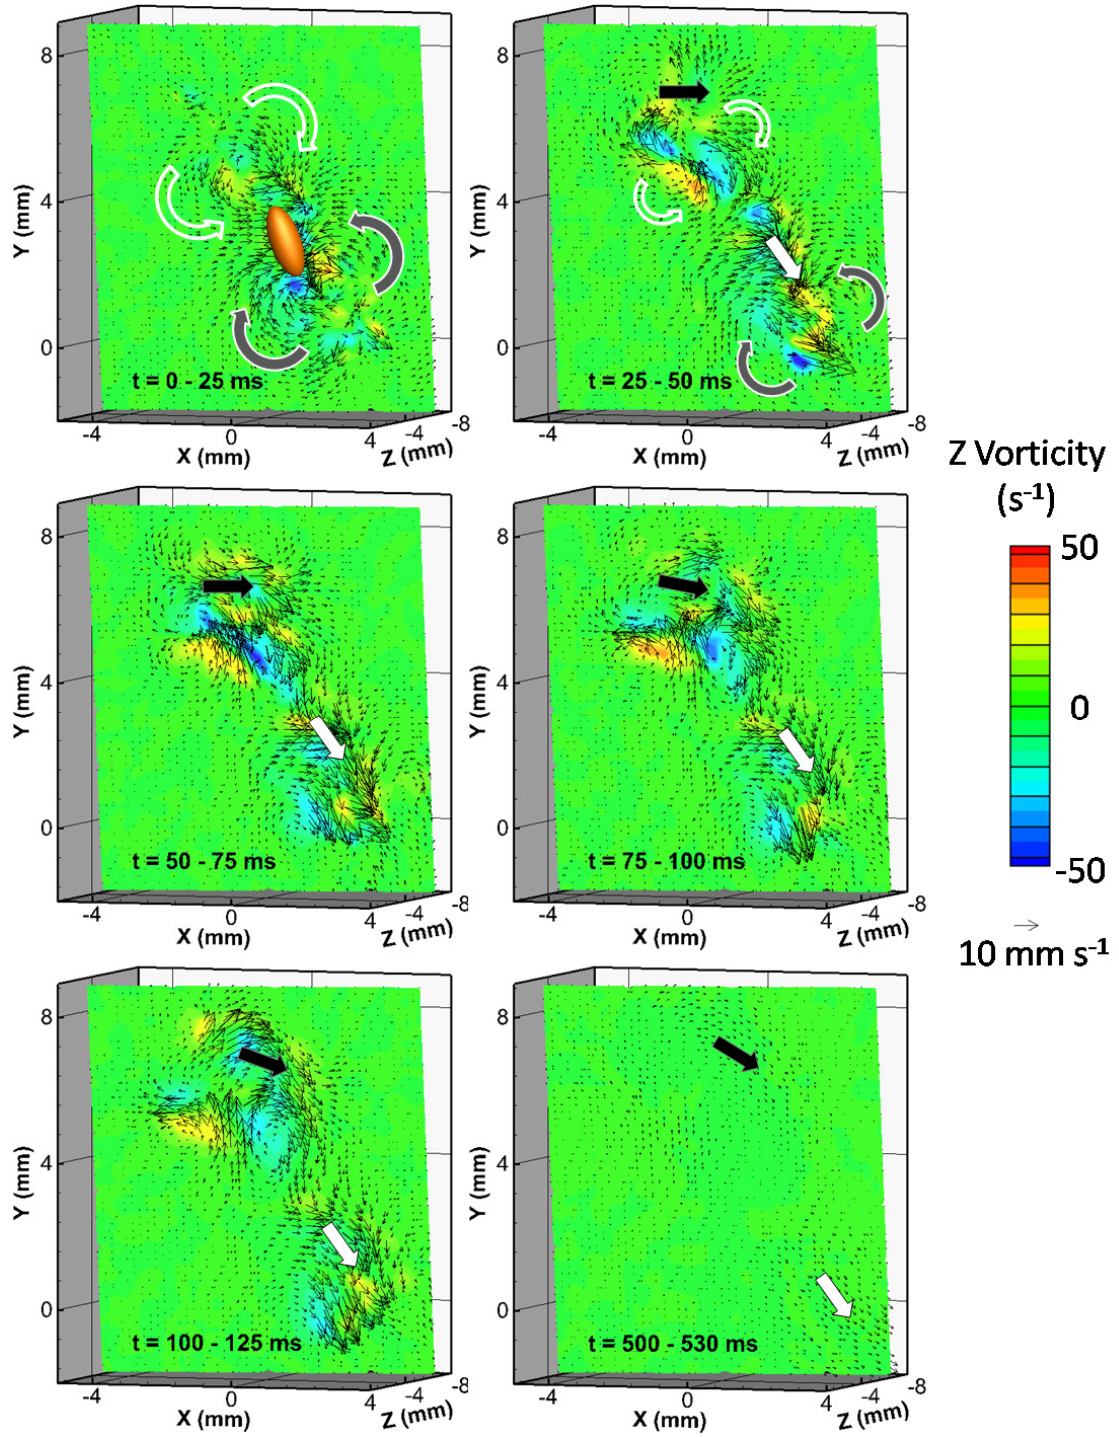 8
4
0
Y (mm)
t = 0 - 25 ms
-4
0
4
-4
-8
X (mm)
Z (mm)
8
4
0
Y (mm)
t = 25 - 50 ms
-4
0
4
-4
-8
X (mm)
Z (mm)
Z Vorticity
(s-1)
50
0
-50
10 mm s-1
8
4
0
Y (mm)
t = 50 - 75 ms
-4
0
4
-4
-8
X (mm)
Z (mm)
8
4
0
Y (mm)
t = 75 - 100 ms
-4
0
4
-4
-8
X (mm)
Z (mm)
8
4
0
Y (mm)
t = 100 - 125 ms
-4
0
4
-4
-8
X (mm)
Z (mm)
8
4
0
Y (mm)
t = 500 - 530 ms
-4
0
4
-4
-8
X (mm)
Z (mm)